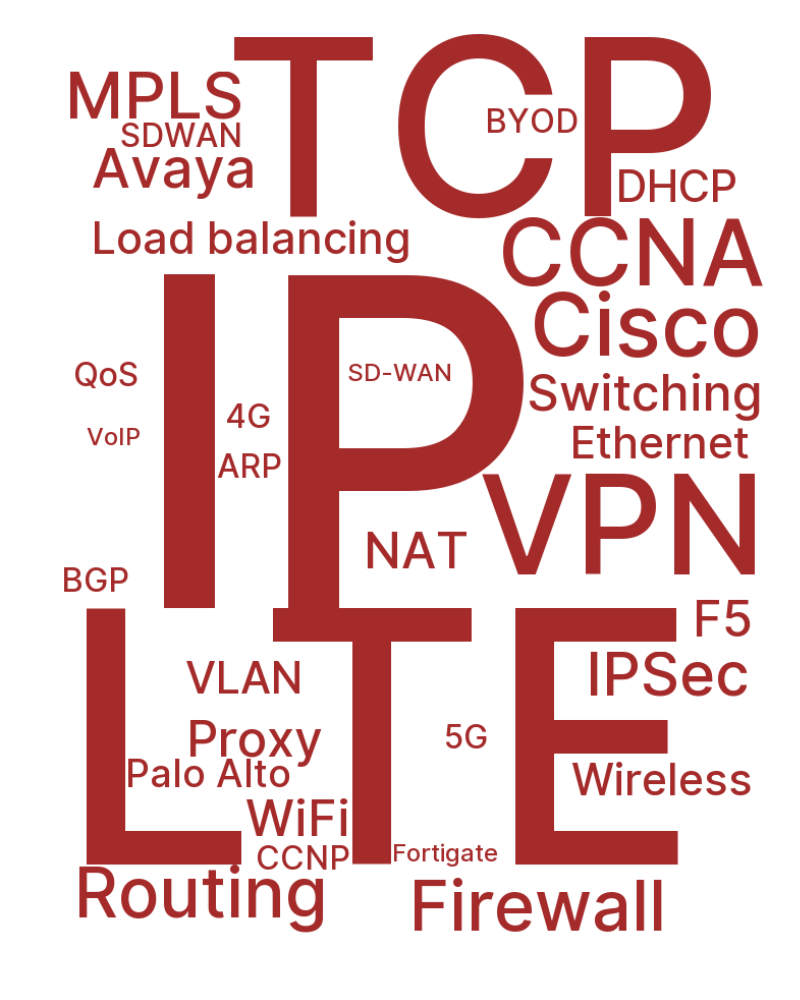 TCP
MPLS
SDWAN
Avaya
BYOD
DHCP
Load balancing
CCNA
Cisco
IP
QoS
SD-WAN
Switching
4G
VoIP
Ethernet
ARP
VPN
NAT
BGP
LTE
F5
VLAN
IPSec
Proxy
5G
Palo Alto
Wireless
WiFi
CCNP
Fortigate
Routing
Firewall